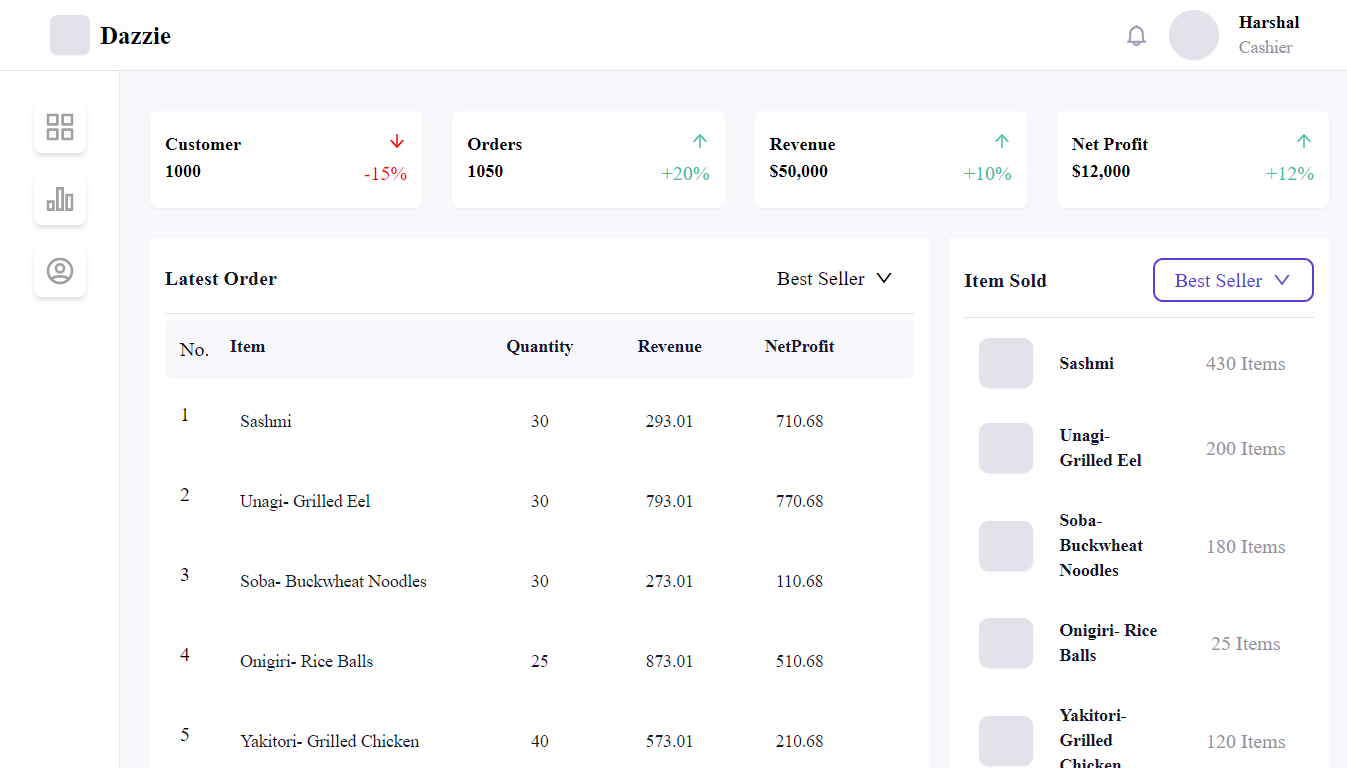 Dazzie
Harshal
Cashier
Customer
1000
-15%
Orders
1050
+20%
Revenue
$50,000
+10%
Net Profit
$12,000
+12%
Latest Order
Best Seller
No. Item Quantity Revenue NetProfit
1 Sashmi 30 293.01 710.68
2 Unagi- Grilled Eel 30 793.01 770.68
3 Soba- Buckwheat Noodles 30 273.01 110.68
4 Onigiri- Rice Balls 25 873.01 510.68
5 Yakitori- Grilled Chicken 40 573.01 210.68
Item Sold
Best Seller
Sashmi
430 Items
Unagi-
Grilled Eel
200 Items
Soba-
Buckwheat
Noodles
180 Items
Onigiri- Rice
Balls
25 Items
Yakitori-
Grilled
Chicken
120 Items